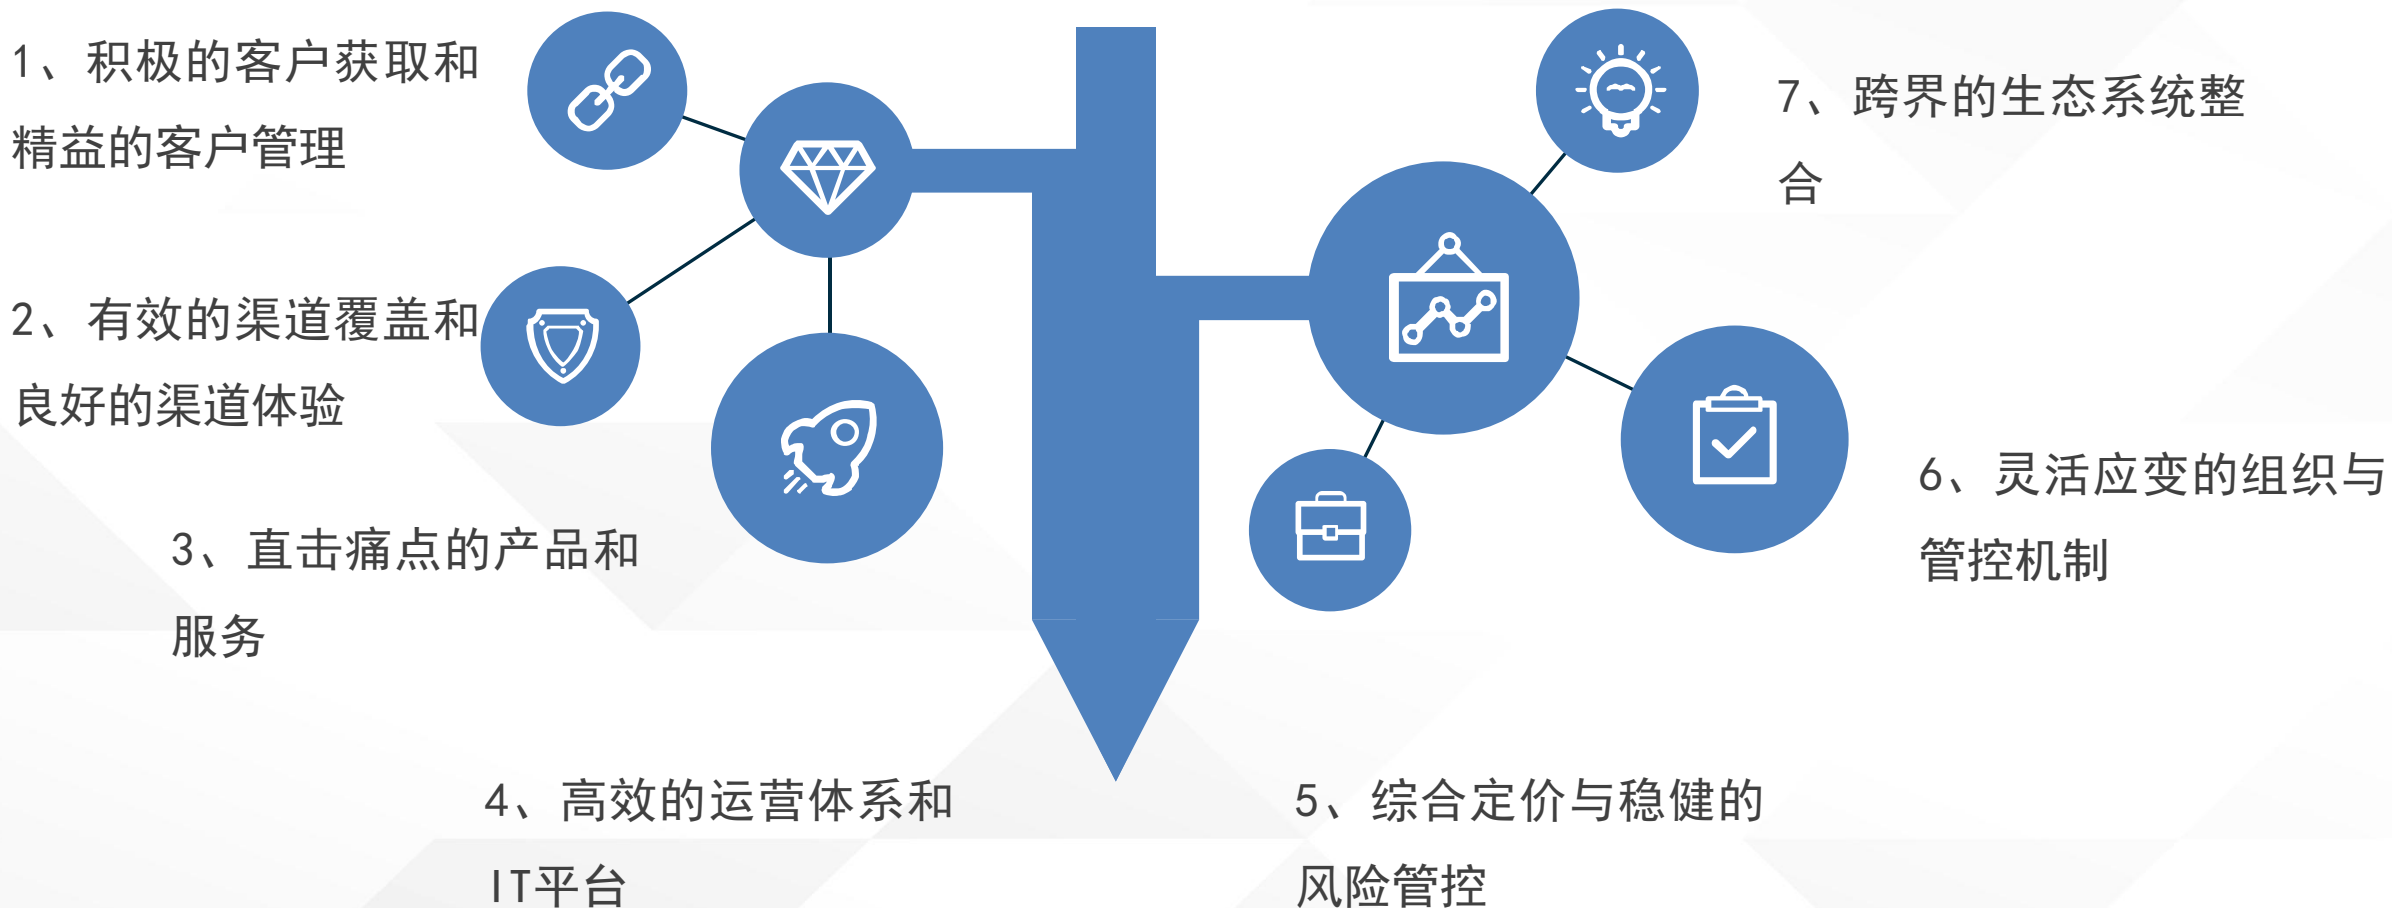 1、积极的客户获取和
精益的客户管理
2、有效的渠道覆盖和
良好的渠道体验
3、直击痛点的产品和
服务
4、高效的运营体系和
IT平台
5、综合定价与稳健的
风险管控
6、灵活应变的组织与
管控机制
7、跨界的生态系统整
合